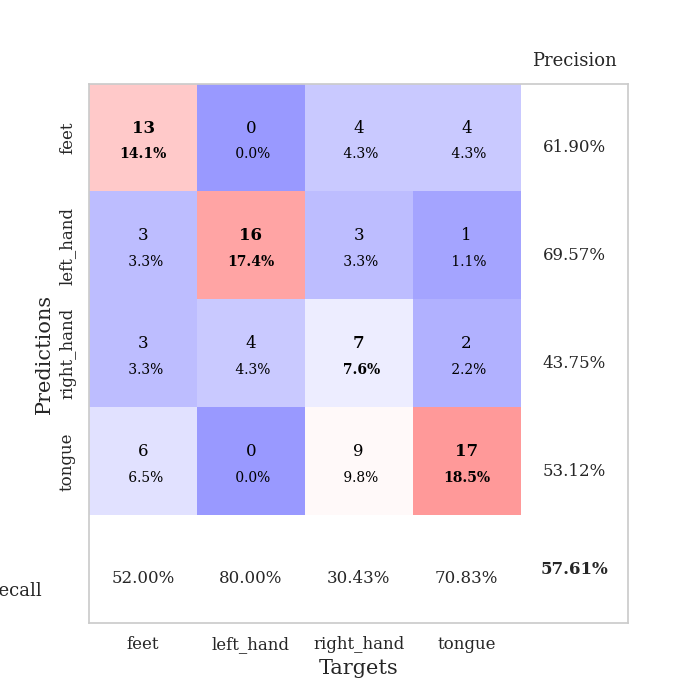 Precision
feet 13 0 4 4 61.90%
14.1% 0.0% 4.3% 4.3%
left_hand 3 16 3 1 69.57%
3.3% 17.4% 3.3% 1.1%
Predictions
right_hand 3 4 7 2 43.75%
3.3% 4.3% 7.6% 2.2%
tongue 6 0 9 17 53.12%
6.5% 0.0% 9.8% 18.5%
ecall 52.00% 80.00% 30.43% 70.83% 57.61%
feet left_hand right_hand tongue
Targets